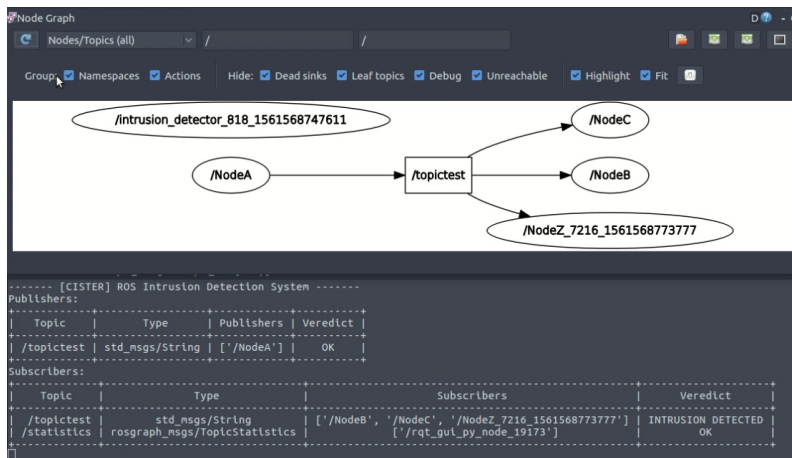 Node Graph
D
Nodes/Topics (all) / /
Group: Namespaces Actions Hide: Dead sinks Leaf topics Debug Unreachable Highlight Fit
/intrusion_detector_818_1561568747611
/NodeC
/NodeA
/topictest
/NodeB
/NodeZ_7216_1561568773777
------- [CISTER] ROS Intrusion Detection System -------
Publishers:
| Topic | Type | Publishers | Veredict |
| /topictest | std_msgs/String | ['/NodeA'] | OK |
Subscribers:
| Topic | Type | Subscribers | Veredict |
| /topictest | std_msgs/String | ['/NodeB', '/NodeC', '/NodeZ_7216_1561568773777'] | INTRUSION DETECTED |
| /statistics | rosgraph_msgs/TopicStatistics | ['/rqt_gui_py_node_19173'] | OK |